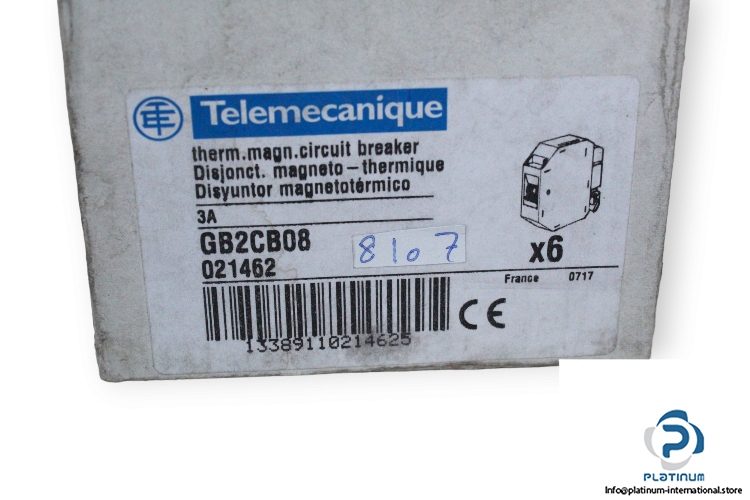 Telemecanique
therm.magn.circuit breaker
Disjonct. magneto-thermique
Disyuntor magnetotérmico
3A
GB2CB08
8107
x6
021462
France 0717
CE
13389110214625
PLATINUM
Info@platinum-international.store